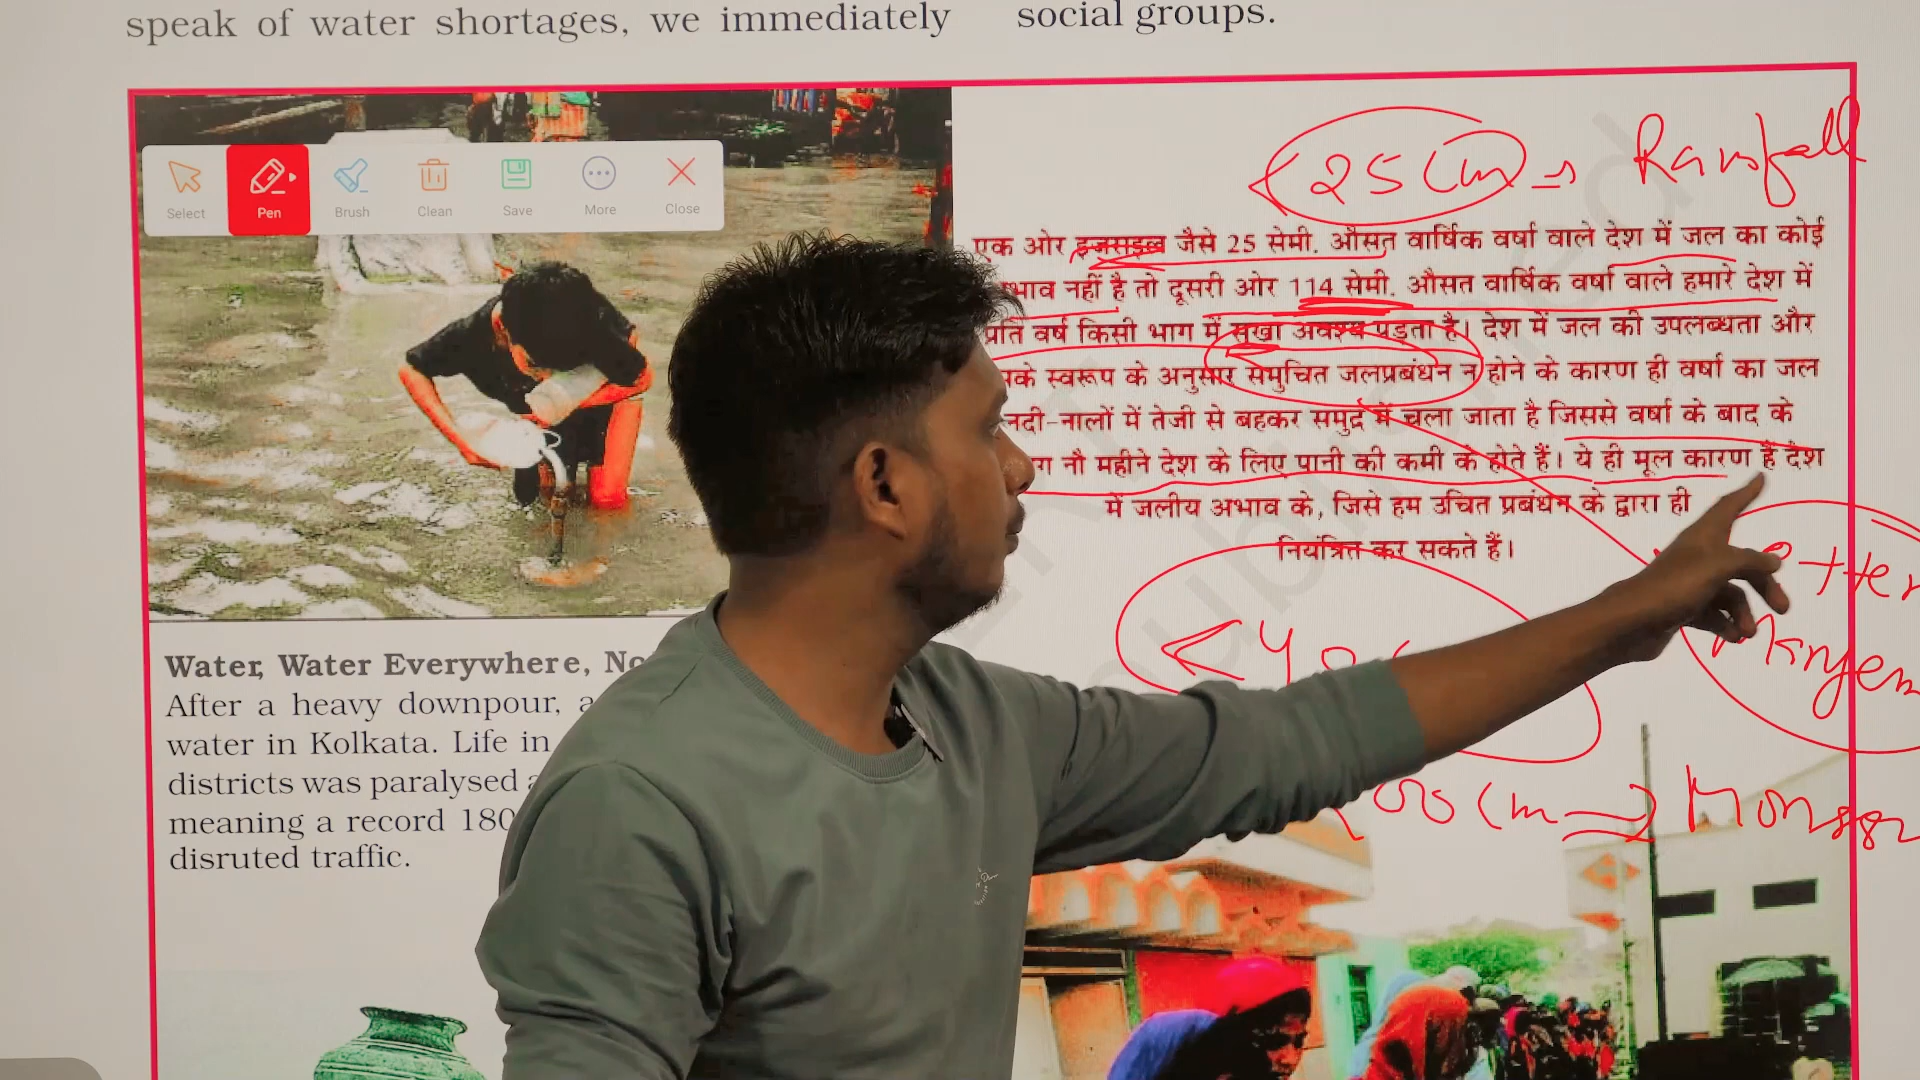 speak of water shortages, we immediately
social groups.
Select
Pen
Brush
Clean
Save
More
Close
<25 Cm ⇒ Rainfall
एक ओर इजराइल जैसे 25 सेमी. औसत वार्षिक वर्षा वाले देश में जल का कोई
नहीं है तो दूसरी ओर 114 सेमी. औसत वार्षिक वर्षा वाले हमारे देश में
प्रति वर्ष किसी भाग में सूखा अवश्य पड़ता है। देश में जल की उपलब्धता और
के स्वरूप के अनुसार समुचित जलप्रबंधन न होने के कारण ही वर्षा का जल
नदी-नालों में तेजी से बहकर समुद्र में चला जाता है जिससे वर्षा के बाद के
नौ महीने देश के लिए पानी की कमी के होते हैं। ये ही मूल कारण हैं देश
में जलीय अभाव के, जिसे हम उचित प्रबंधन के द्वारा ही
नियंत्रित कर सकते हैं।
<40
Water, Water Everywhere,
After a heavy downpour,
water in Kolkata. Life in
districts was paralysed
meaning a record 180
disruted traffic.